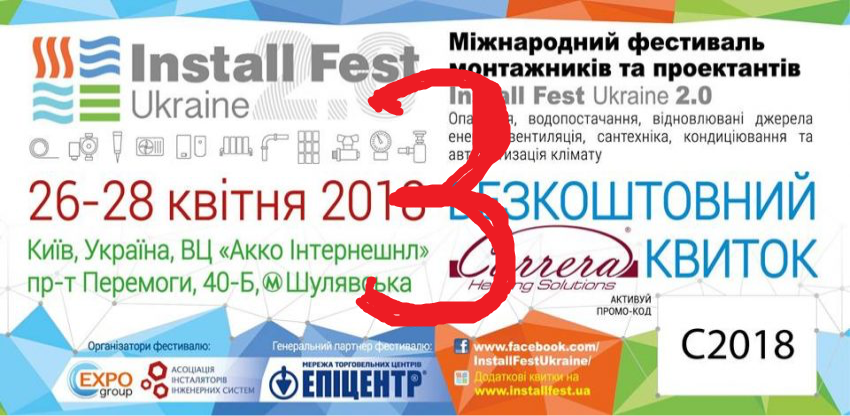 Install Fest
Ukraine 2.0
26-28 квітня 2018
Київ, Україна, ВЦ «Акко Інтернешнл»
пр-т Перемоги, 40-Б, М Шулявська
Організатори фестивалю:
EXPO
group
АСОЦІАЦІЯ
ІНСТАЛЯТОРІВ
ІНЖЕНЕРНИХ СИСТЕМ
Генеральний партнер фестивалю:
МЕРЕЖА ТОРГОВЕЛЬНИХ ЦЕНТРІВ
ЕПІЦЕНТР®
3
Міжнародний фестиваль
монтажників та проектантів
Install Fest Ukraine 2.0
водопостачання, відновлювані джерела
вентиляція, сантехніка, кондиціювання та
клімату
БЕЗКОШТОВНИЙ
КВИТОК
Carrera®
Heating Solutions
АКТИВУЙ
ПРОМО-КОД
C2018
www.facebook.com/
InstallFestUkraine/
Додаткові квитки на
www.installfest.ua